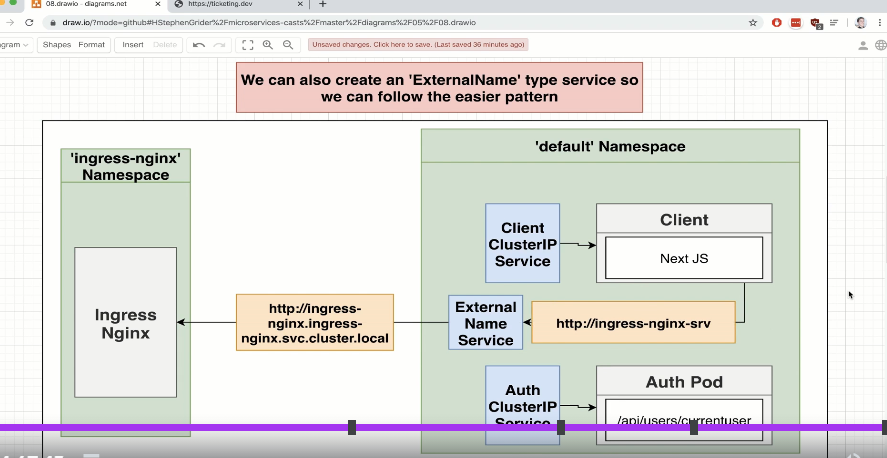 08.drawio - diagrams.net
https://ticketing.dev
draw.io/?mode=github#HStephenGrider%2Fmicroservices-casts%2Fmaster%2Fdiagrams%2F05%2F08.drawio
gram
Shapes
Format
Insert
Delete
Unsaved changes. Click here to save. (Last saved 36 minutes ago)
We can also create an 'ExternalName' type service so
we can follow the easier pattern
'ingress-nginx'
Namespace
'default' Namespace
Client
ClusterIP
Service
Client
Next JS
Ingress
Nginx
http://ingress-
nginx.ingress-
nginx.svc.cluster.local
External
Name
Service
http://ingress-nginx-srv
Auth
ClusterIP
Service
Auth Pod
/api/users/currentuser